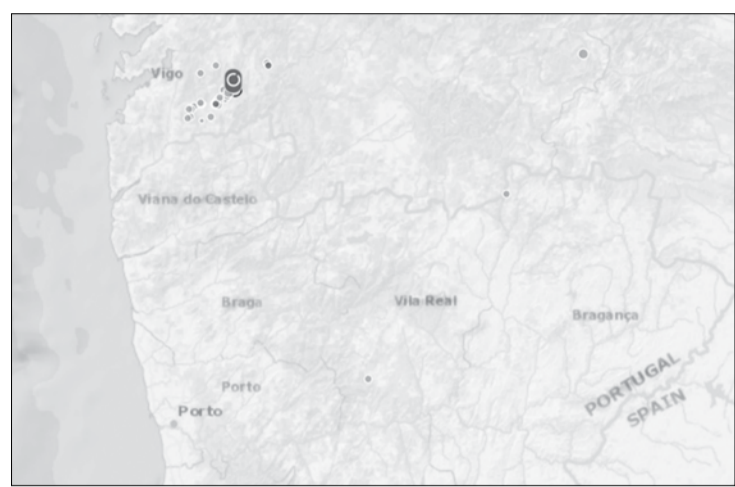 Vigo
Viana do Castelo
Braga
Vila Real
Bragança
Porto
Porto
PORTUGAL
SPAIN